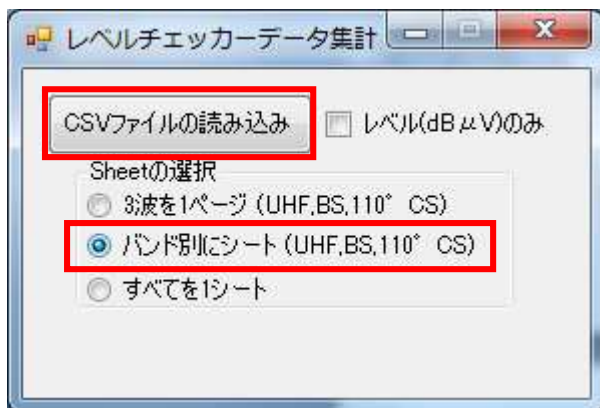 レベルチェッカーデータ集計
CSVファイルの読み込み
レベル(dBμV)のみ
Sheetの選択
3波を1ページ (UHF,BS,110° CS)
バンド別にシート (UHF,BS,110° CS)
すべてを1シート